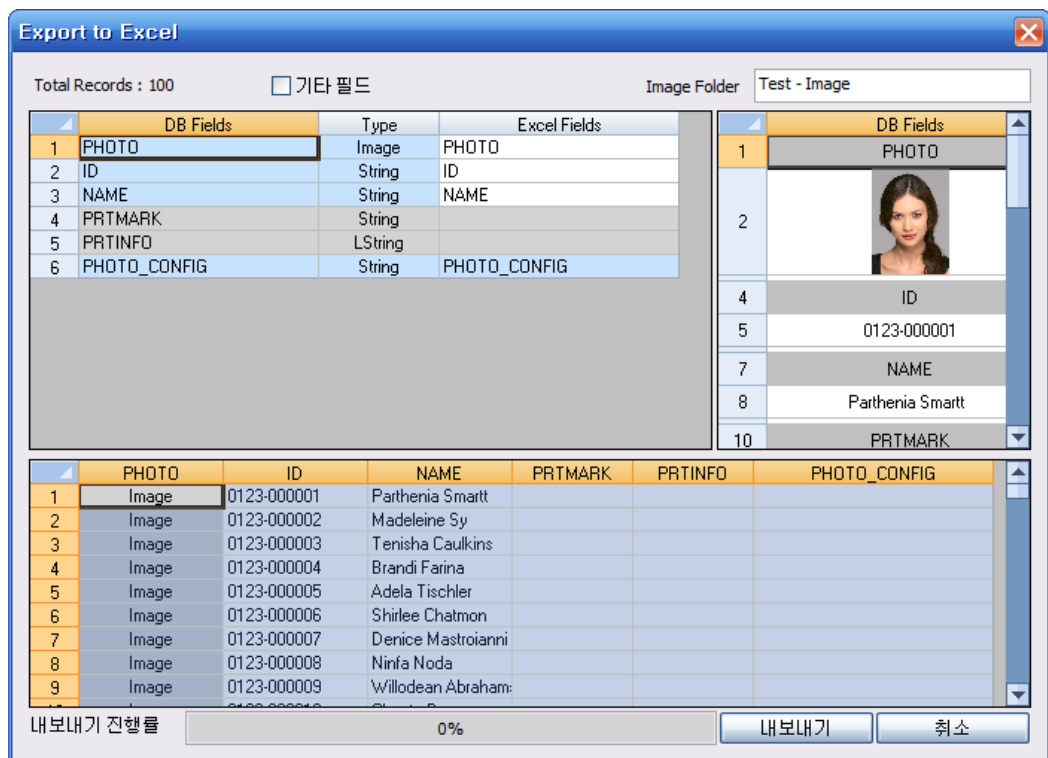 Export to Excel
Total Records : 100 기타 필드 Image Folder Test - Image
DB Fields Type Excel Fields
1 PHOTO Image PHOTO
2 ID String ID
3 NAME String NAME
4 PRTMARK String
5 PRTINFO LString
6 PHOTO_CONFIG String PHOTO_CONFIG
DB Fields
1 PHOTO
2
4 ID
5 0123-000001
7 NAME
8 Parthenia Smartt
10 PRTMARK
PHOTO ID NAME PRTMARK PRTINFO PHOTO_CONFIG
1 Image 0123-000001 Parthenia Smartt
2 Image 0123-000002 Madeleine Sy
3 Image 0123-000003 Tenisha Caulkins
4 Image 0123-000004 Brandi Farina
5 Image 0123-000005 Adela Tischler
6 Image 0123-000006 Shirlee Chatmon
7 Image 0123-000007 Denice Mastroianni
8 Image 0123-000008 Ninfa Noda
9 Image 0123-000009 Willodean Abraham
내보내기 진행률 0% 내보내기 취소